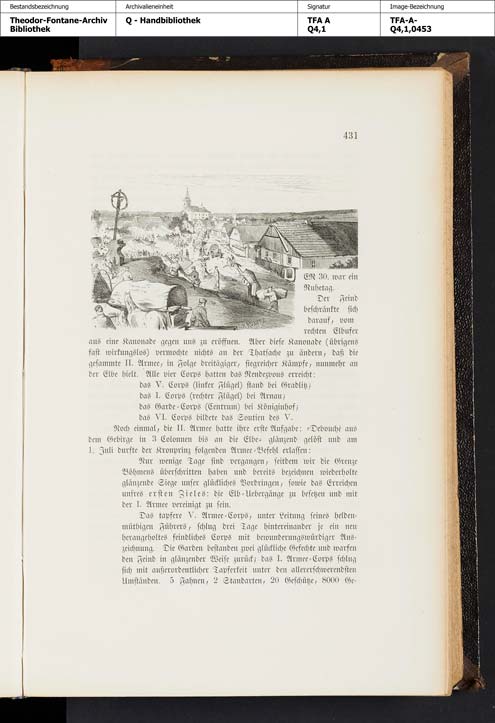 Bestandsbezeichnung
Archivalieneinheit
Signatur
Image-Bezeichnung
Theodor-Fontane-Archiv
Bibliothek
Q - Handbibliothek
TFA A
Q4,1
TFA-A-
Q4,1,0453
431
ER 30. war ein
Ruhetag.
Der Feind
beschränkte sich
darauf, vom
rechten Elbufer
aus eine Kanonade gegen uns zu eröffnen. Aber diese Kanonade (übrigens
fast wirkungslos) vermochte nichts an der Thatsache zu ändern, daß die
gesammte II. Armee, in Folge dreitägiger, siegreicher Kämpfe, nunmehr an
der Elbe hielt. Alle vier Corps hatten das Rendezvous erreicht:
das V. Corps (linker Flügel) stand bei Gradlitz;
das I. Corps (rechter Flügel) bei Arnau;
das Garde-Corps (Centrum) bei Königinhof;
das VI. Corps bildete das Soutien des V.
Noch einmal, die II. Armee hatte ihre erste Aufgabe: »Debouché aus
dem Gebirge in 3 Colonnen bis an die Elbe« glänzend gelöst und am
1. Juli durfte der Kronprinz folgenden Armee-Befehl erlassen:
Nur wenige Tage sind vergangen, seitdem wir die Grenze
Böhmens überschritten haben und bereits bezeichnen wiederholte
glänzende Siege unser glückliches Vordringen, sowie das Erreichen
unsres ersten Zieles: die Elb-Uebergänge zu besetzen und mit
der I. Armee vereinigt zu sein.
Das tapfere V. Armee-Corps, unter Leitung seines helden-
müthigen Führers, schlug drei Tage hintereinander je ein neu
herangeholtes feindliches Corps mit bewunderungswürdiger Aus-
zeichnung. Die Garden bestanden zwei glückliche Gefechte und warfen
den Feind in glänzender Weise zurück; das I. Armee-Corps schlug
sich mit außerordentlicher Tapferkeit unter den allererschwerendsten
Umständen. 5 Fahnen, 2 Standarten, 20 Geschütze, 8000 Ge-